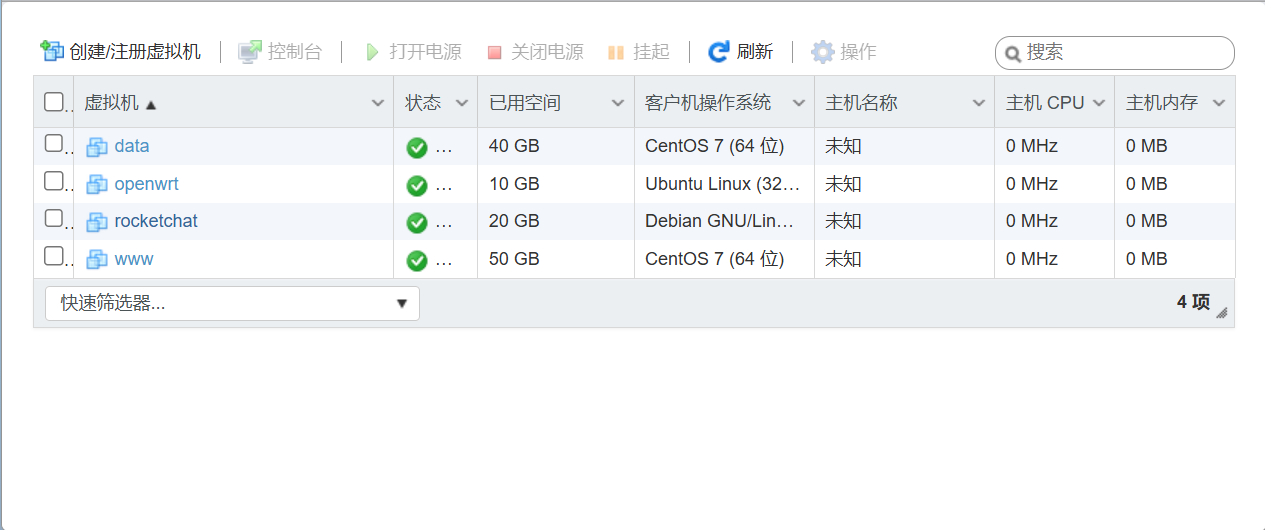 创建/注册虚拟机 控制台 打开电源 关闭电源 挂起 刷新 操作 搜索
虚拟机 状态 已用空间 客户机操作系统 主机名称 主机 CPU 主机内存
data ... 40 GB CentOS 7 (64 位) 未知 0 MHz 0 MB
openwrt ... 10 GB Ubuntu Linux (32... 未知 0 MHz 0 MB
rocketchat ... 20 GB Debian GNU/Lin... 未知 0 MHz 0 MB
www ... 50 GB CentOS 7 (64 位) 未知 0 MHz 0 MB
快速筛选器... 4 项